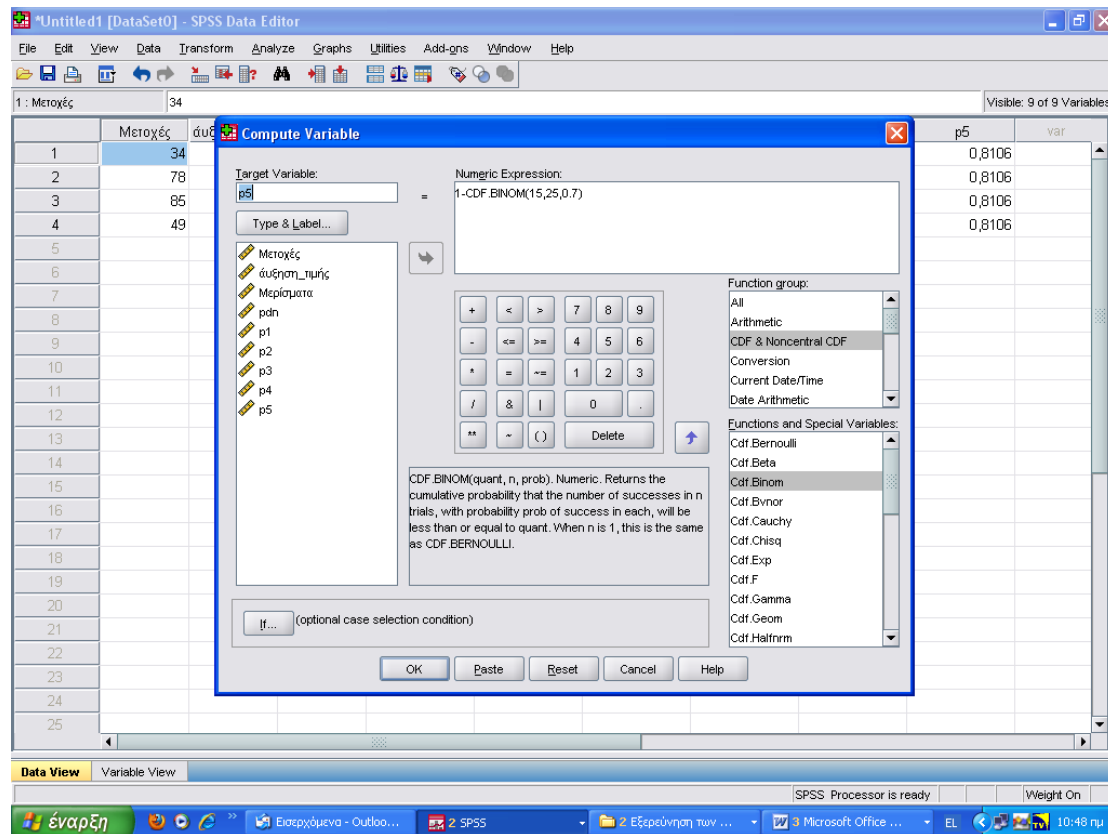 *Untitled1 [DataSet0] - SPSS Data Editor
File Edit View Data Transform Analyze Graphs Utilities Add-ons Window Help
1 : Μετοχές 34 Visible: 9 of 9 Variables
Μετοχές p5 var
1 34 0,8106
2 78 0,8106
3 85 0,8106
4 49 0,8106
5
6
7
8
9
10
11
12
13
14
15
16
17
18
19
20
21
22
23
24
25
Compute Variable
Target Variable:
p5
=
Numeric Expression:
1-CDF.BINOM(15,25,0.7)
Type & Label...
Μετοχές
άυξηση_τιμής
Μερίσματα
pdn
p1
p2
p3
p4
p5
+ < > 7 8 9
- <= >= 4 5 6
* = ~= 1 2 3
/ & | 0 .
** ~ ( ) Delete
Function group:
All
Arithmetic
CDF & Noncentral CDF
Conversion
Current Date/Time
Date Arithmetic
Functions and Special Variables:
Cdf.Bernoulli
Cdf.Beta
Cdf.Binom
Cdf.Bvnor
Cdf.Cauchy
Cdf.Chisq
Cdf.Exp
Cdf.F
Cdf.Gamma
Cdf.Geom
Cdf.Halfnrm
CDF.BINOM(quant, n, prob). Numeric. Returns the
cumulative probability that the number of successes in n
trials, with probability prob of success in each, will be
less than or equal to quant. When n is 1, this is the same
as CDF.BERNOULLI.
If... (optional case selection condition)
OK Paste Reset Cancel Help
Data View Variable View
SPSS Processor is ready Weight On
έναρξη Εισερχόμενα - Outloo... 2 SPSS 2 Εξερεύνηση των ... 3 Microsoft Office ... EL 10:48 πμ